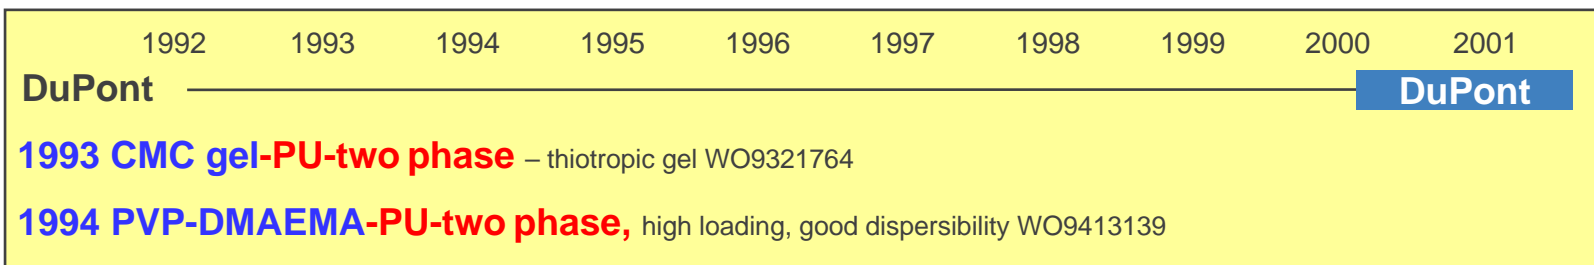 1992 1993 1994 1995 1996 1997 1998 1999 2000 2001
DuPont DuPont
1993 CMC gel-PU-two phase – thiotropic gel WO9321764
1994 PVP-DMAEMA-PU-two phase, high loading, good dispersibility WO9413139